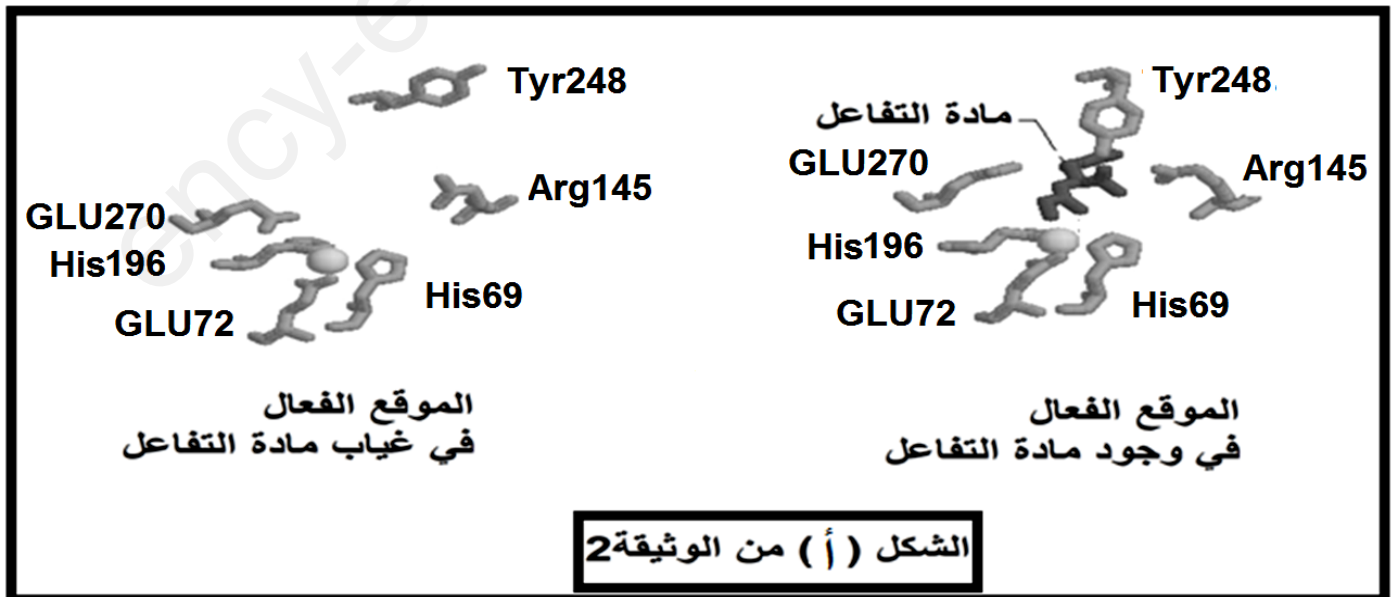 Tyr248
Arg145
GLU270
His196
His69
GLU72
الموقع الفعال
في غياب مادة التفاعل
Tyr248
مادة التفاعل
GLU270
Arg145
His196
His69
GLU72
الموقع الفعال
في وجود مادة التفاعل
الشكل ( أ ) من الوثيقة2
ency-e